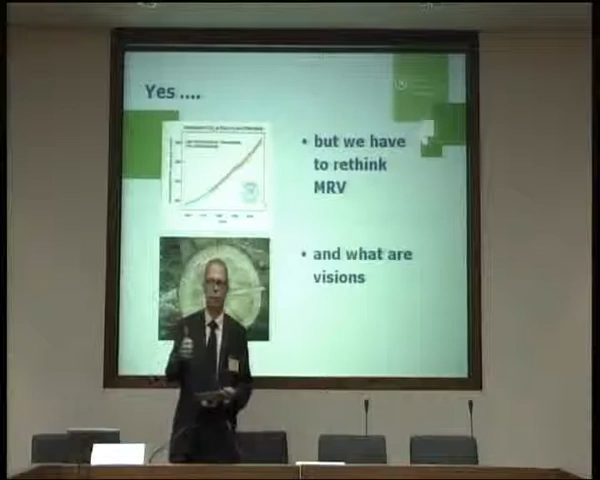 Yes ....
• but we have
to rethink
MRV
• and what are
visions